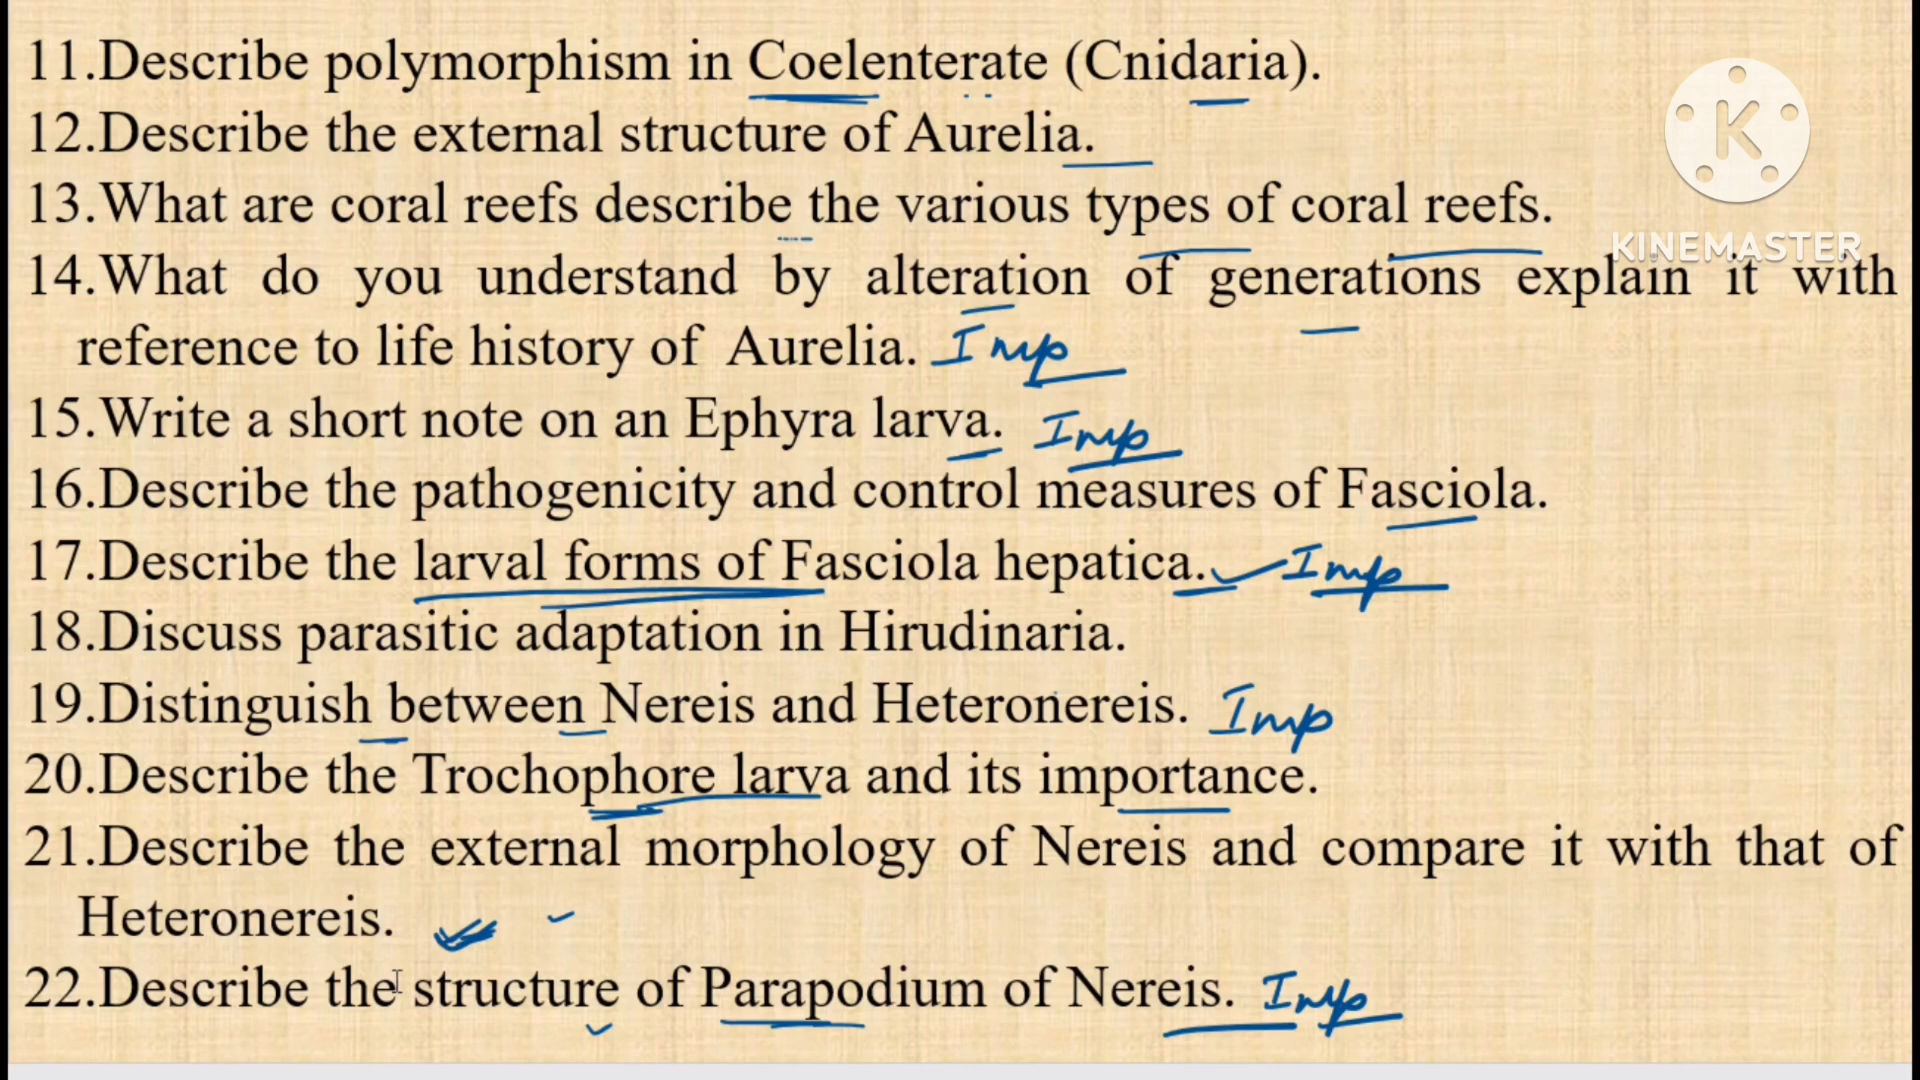 11.Describe polymorphism in Coelenterate (Cnidaria).
12.Describe the external structure of Aurelia.
13.What are coral reefs describe the various types of coral reefs.
K
KINEMASTER
14.What do you understand by alteration of generations explain it with
reference to life history of Aurelia. Imp
15.Write a short note on an Ephyra larva. Imp
16.Describe the pathogenicity and control measures of Fasciola.
17.Describe the larval forms of Fasciola hepatica. Imp
18.Discuss parasitic adaptation in Hirudinaria.
19.Distinguish between Nereis and Heteronereis. Imp
20.Describe the Trochophore larva and its importance.
21.Describe the external morphology of Nereis and compare it with that of
Heteronereis.
22.Describe the structure of Parapodium of Nereis. Imp